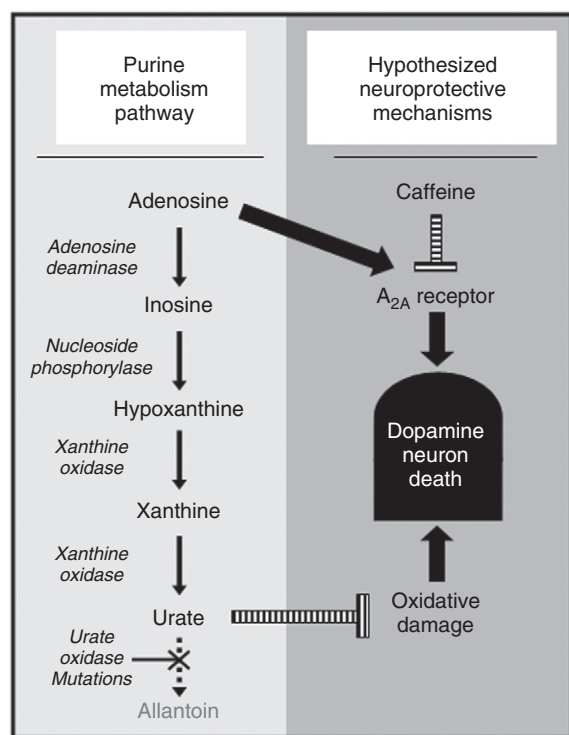 Purine
metabolism
pathway
Hypothesized
neuroprotective
mechanisms
Adenosine
Adenosine
deaminase
Inosine
Nucleoside
phosphorylase
Hypoxanthine
Xanthine
oxidase
Xanthine
Xanthine
oxidase
Urate
Urate
oxidase
Mutations
Allantoin
Caffeine
A2A receptor
Dopamine
neuron
death
Oxidative
damage